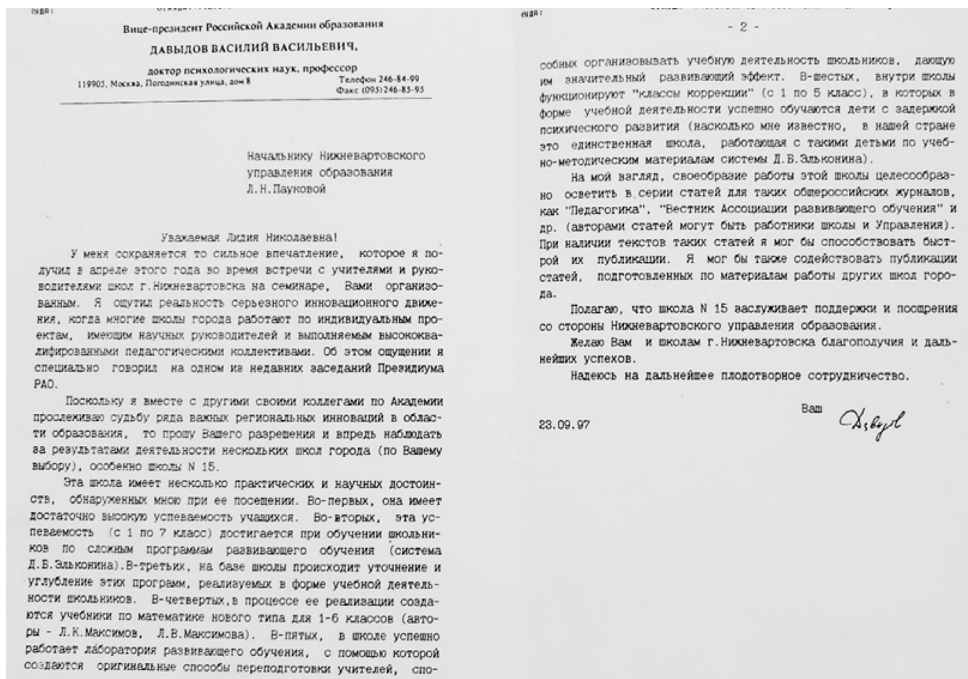 Вице-президент Российской Академии образования
ДАВЫДОВ ВАСИЛИЙ ВАСИЛЬЕВИЧ,
доктор психологических наук, профессор
119905, Москва, Погодинская улица, дом 8
Телефон 246-84-99
Факс (095) 246-85-95
Начальнику Нижневартовского
управления образования
Л.Н.Пауковой
Уважаемая Лидия Николаевна!
У меня сохраняется то сильное впечатление, которое я по-
лучил в апреле этого года во время встречи с учителями и руко-
водителями школ г.Нижневартовска на семинаре, Вами организо-
ванным. Я ощутил реальность серьезного инновационного движе-
ния, когда многие школы города работают по индивидуальным про-
ектам, имеющим научных руководителей и выполняемым высококва-
лифированными педагогическими коллективами. Об этом ощущении я
специально говорил на одном из недавних заседаний Президиума
РАО.
Поскольку я вместе с другими своими коллегами по Академии
прослеживаю судьбу ряда важных региональных инноваций в облас-
ти образования, то прошу Вашего разрешения и впредь наблюдать
за результатами деятельности нескольких школ города (по Вашему
выбору), особенно школы N 15.
Эта школа имеет несколько практических и научных достоин-
ств, обнаруженных мною при ее посещении. Во-первых, она имеет
достаточно высокую успеваемость учащихся. Во-вторых, эта ус-
певаемость (с 1 по 7 класс) достигается при обучении школьни-
ков по сложным программам развивающего обучения (система
Д.Б.Эльконина).В-третьих, на базе школы происходит уточнение и
углубление этих программ, реализуемых в форме учебной деятель-
ности школьников. В-четвертых,в процессе ее реализации созда-
ются учебники по математике нового типа для 1-6 классов (авто-
ры - Л.К.Максимов, Л.В.Максимова). В-пятых, в школе успешно
работает лаборатория развивающего обучения, с помощью которой
создаются оригинальные способы переподготовки учителей, спо-
- 2 -
собных организовывать учебную деятельность школьников, дающую
им значительный развивающий эффект. В-шестых, внутри школы
функционируют "классы коррекции" (с 1 по 5 класс), в которых в
форме учебной деятельности успешно обучаются дети с задержкой
психического развития (насколько мне известно, в нашей стране
это единственная школа, работающая с такими детьми по учеб-
но-методическим материалам системы Д.Б.Эльконина).
На мой взгляд, своеобразие работы этой школы целесообраз-
но осветить в серии статей для таких общероссийских журналов,
как "Педагогика", "Вестник Ассоциации развивающего обучения" и
др. (авторами статей могут быть работники школы и Управления).
При наличии текстов таких статей я мог бы способствовать быст-
рой их публикации. Я мог бы также содействовать публикации
статей, подготовленных по материалам работы других школ горо-
да.
Полагаю, что школа N 15 заслуживает поддержки и поощрения
со стороны Нижневартовского управления образования.
Желаю Вам и школам г.Нижневартовска благополучия и даль-
нейших успехов.
Надеюсь на дальнейшее плодотворное сотрудничество.
Ваш
23.09.97